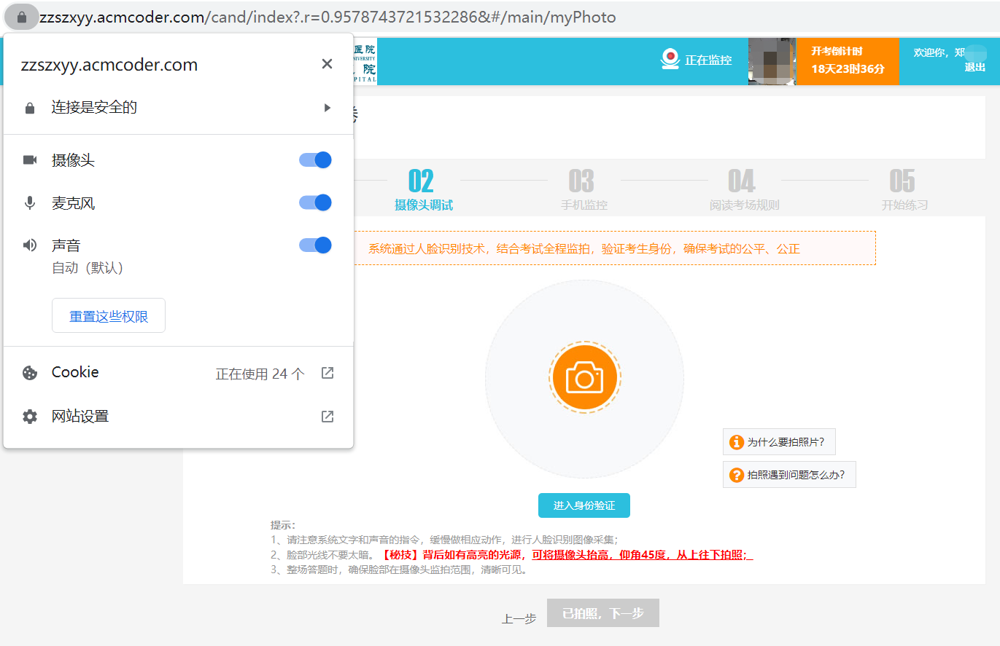 zzszxyy.acmcoder.com/cand/index?.r=0.9578743721532286&#/main/myPhoto
zzszxyy.acmcoder.com
连接是安全的
摄像头
麦克风
声音
自动（默认）
重置这些权限
Cookie
正在使用 24 个
网站设置
医院
院
正在监控
开考倒计时
18天23时36分
欢迎你，郑
退出
卷
02
摄像头调试
03
手机监控
04
阅读考场规则
05
开始练习
系统通过人脸识别技术，结合考试全程监拍，验证考生身份，确保考试的公平、公正
为什么要拍照片？
拍照遇到问题怎么办？
进入身份验证
提示：
1、请注意系统文字和声音的指令，缓慢做相应动作，进行人脸识别图像采集；
2、脸部光线不要太暗。【秘技】背后如有高亮的光源，可将摄像头抬高，仰角45度，从上往下拍照；
3、整场答题时，确保脸部在摄像头监拍范围，清晰可见。
上一步
已拍照，下一步